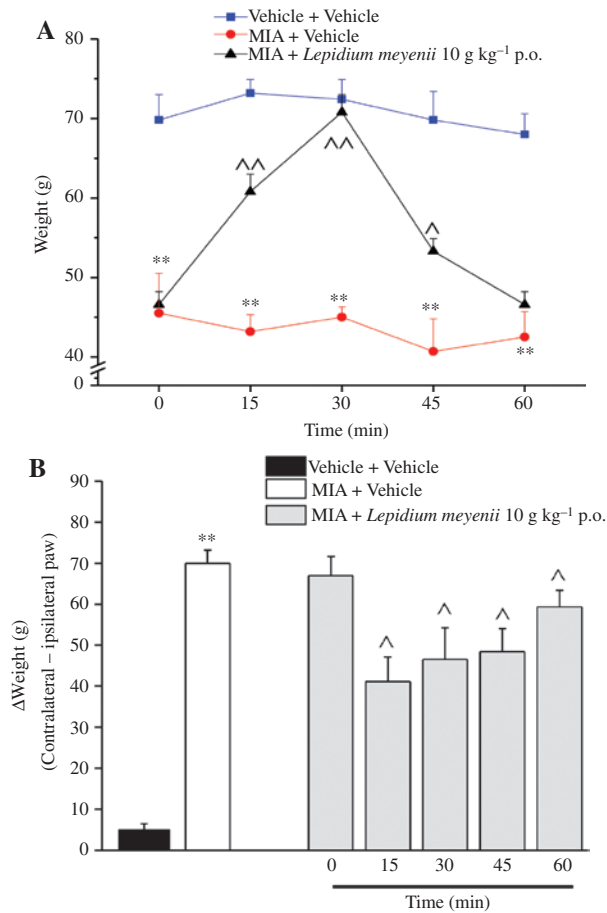 A
Vehicle + Vehicle
MIA + Vehicle
MIA + Lepidium meyenii 10 g kg⁻¹ p.o.
80
70
60
50
40
0
Weight (g)
**
^^
**
^^
**
^
**
**
0 15 30 45 60
Time (min)
B
Vehicle + Vehicle
MIA + Vehicle
MIA + Lepidium meyenii 10 g kg⁻¹ p.o.
90
80
70
60
50
40
30
20
10
0
ΔWeight (g)
(Contralateral – ipsilateral paw)
**
^
^
^
^
0 15 30 45 60
Time (min)